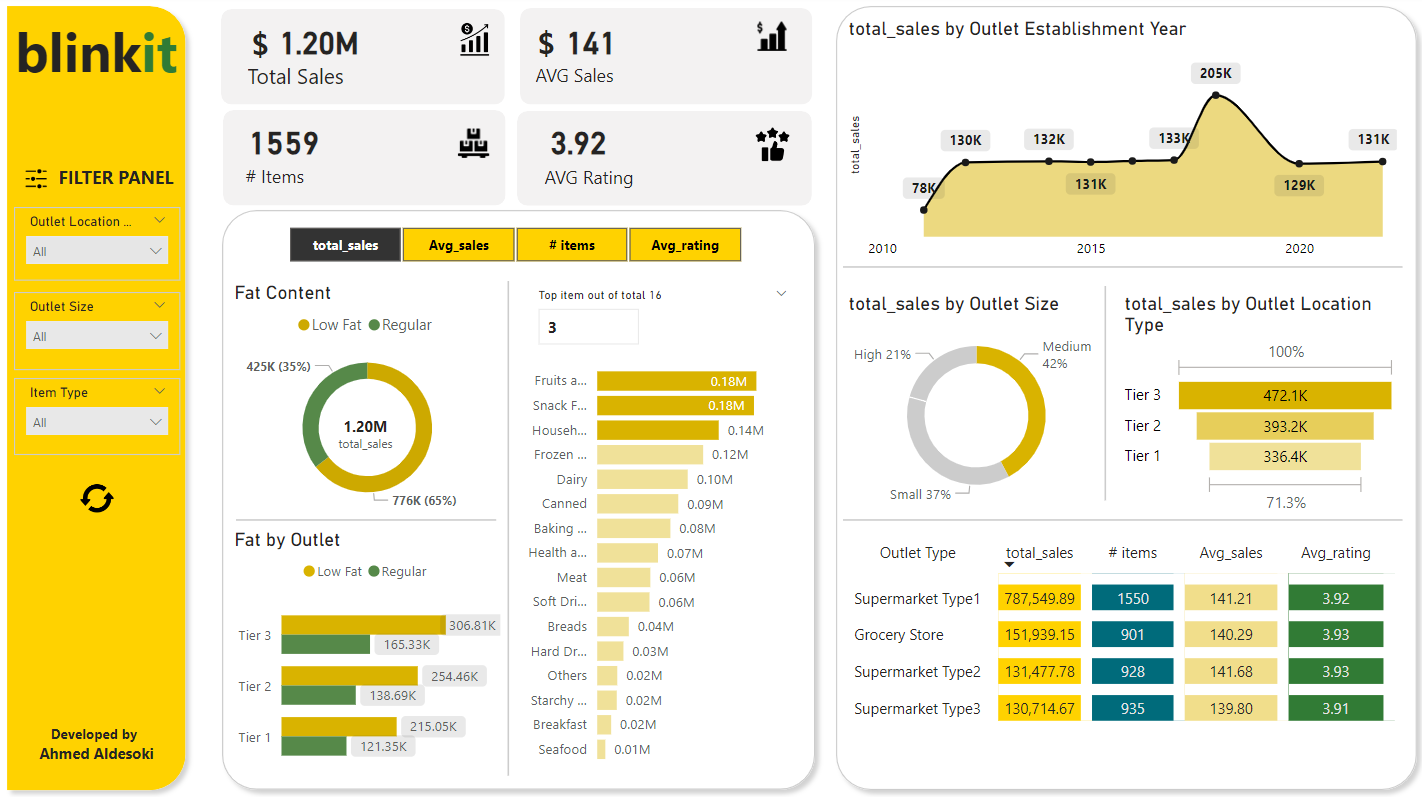 blinkit
FILTER PANEL
Outlet Location ...
All
Outlet Size
All
Item Type
All
Developed by
Ahmed Aldesoki
$ 1.20M
Total Sales
$ 141
AVG Sales
1559
# Items
3.92
AVG Rating
total_sales Avg_sales # items Avg_rating
Fat Content
Low Fat Regular
425K (35%)
1.20M
total_sales
776K (65%)
Fat by Outlet
Low Fat Regular
Tier 3 306.81K
165.33K
Tier 2 254.46K
138.69K
Tier 1 215.05K
121.35K
Top item out of total 16
3
Fruits a... 0.18M
Snack F... 0.18M
Househ... 0.14M
Frozen ... 0.12M
Dairy 0.10M
Canned 0.09M
Baking ... 0.08M
Health a... 0.07M
Meat 0.06M
Soft Dri... 0.06M
Breads 0.04M
Hard Dr... 0.03M
Others 0.02M
Starchy ... 0.02M
Breakfast 0.02M
Seafood 0.01M
total_sales by Outlet Establishment Year
total_sales
78K
130K
132K
131K
133K
205K
129K
131K
2010 2015 2020
total_sales by Outlet Size
High 21%
Medium
42%
Small 37%
total_sales by Outlet Location
Type
100%
Tier 3 472.1K
Tier 2 393.2K
Tier 1 336.4K
71.3%
Outlet Type total_sales # items Avg_sales Avg_rating
Supermarket Type1 787,549.89 1550 141.21 3.92
Grocery Store 151,939.15 901 140.29 3.93
Supermarket Type2 131,477.78 928 141.68 3.93
Supermarket Type3 130,714.67 935 139.80 3.91